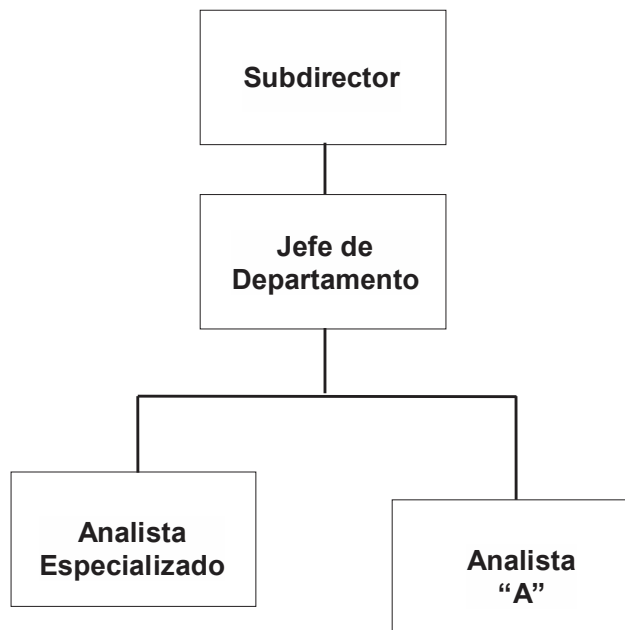 Subdirector
Jefe de
Departamento
Analista
Especializado
Analista
“A”